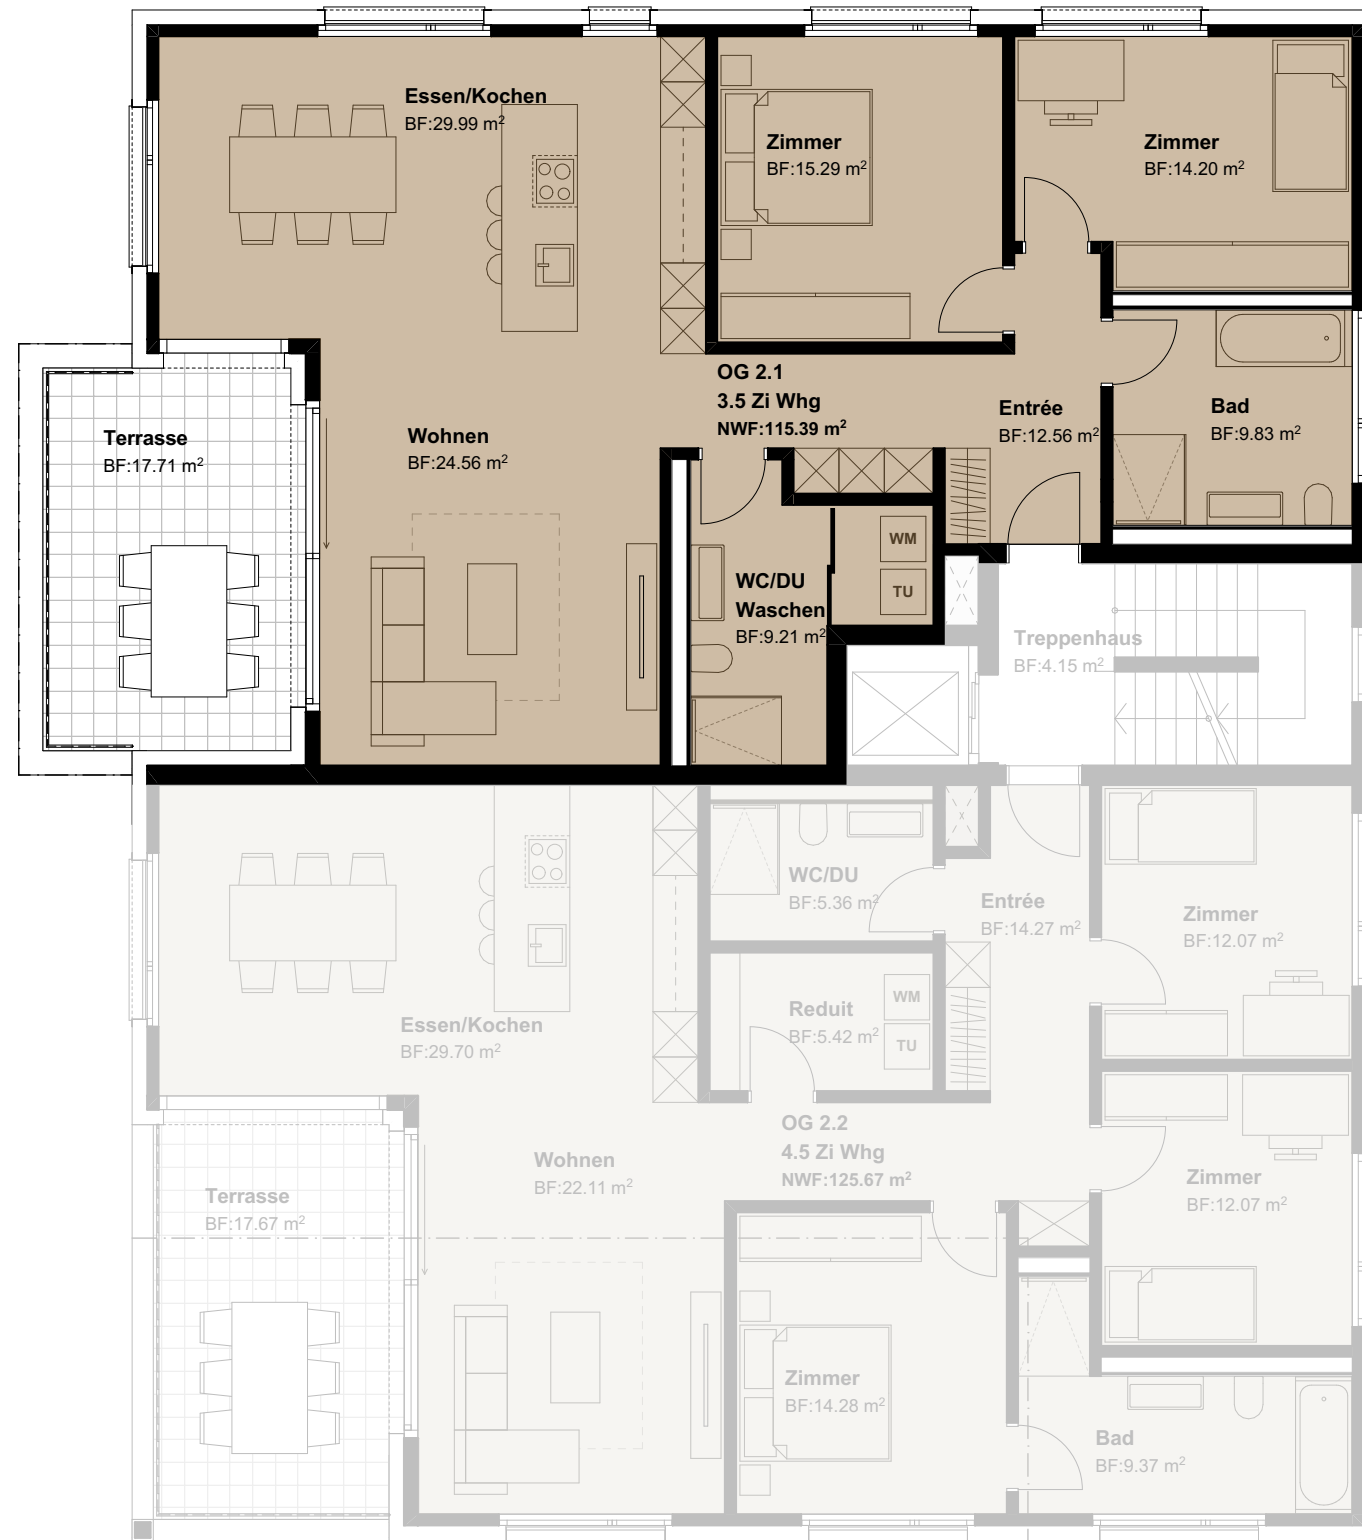 Essen/Kochen
BF:29.99 m²
Zimmer
BF:15.29 m²
Zimmer
BF:14.20 m²
OG 2.1
3.5 Zi Whg
NWF:115.39 m²
Entrée
BF:12.56 m²
Bad
BF:9.83 m²
Terrasse
BF:17.71 m²
Wohnen
BF:24.56 m²
WM
TU
WC/DU
Waschen
BF:9.21 m²
Treppenhaus
BF:4.15 m²
WC/DU
BF:5.36 m²
Entrée
BF:14.27 m²
Zimmer
BF:12.07 m²
Reduit
BF:5.42 m²
WM
TU
Essen/Kochen
BF:29.70 m²
OG 2.2
4.5 Zi Whg
NWF:125.67 m²
Wohnen
BF:22.11 m²
Zimmer
BF:12.07 m²
Terrasse
BF:17.67 m²
Zimmer
BF:14.28 m²
Bad
BF:9.37 m²